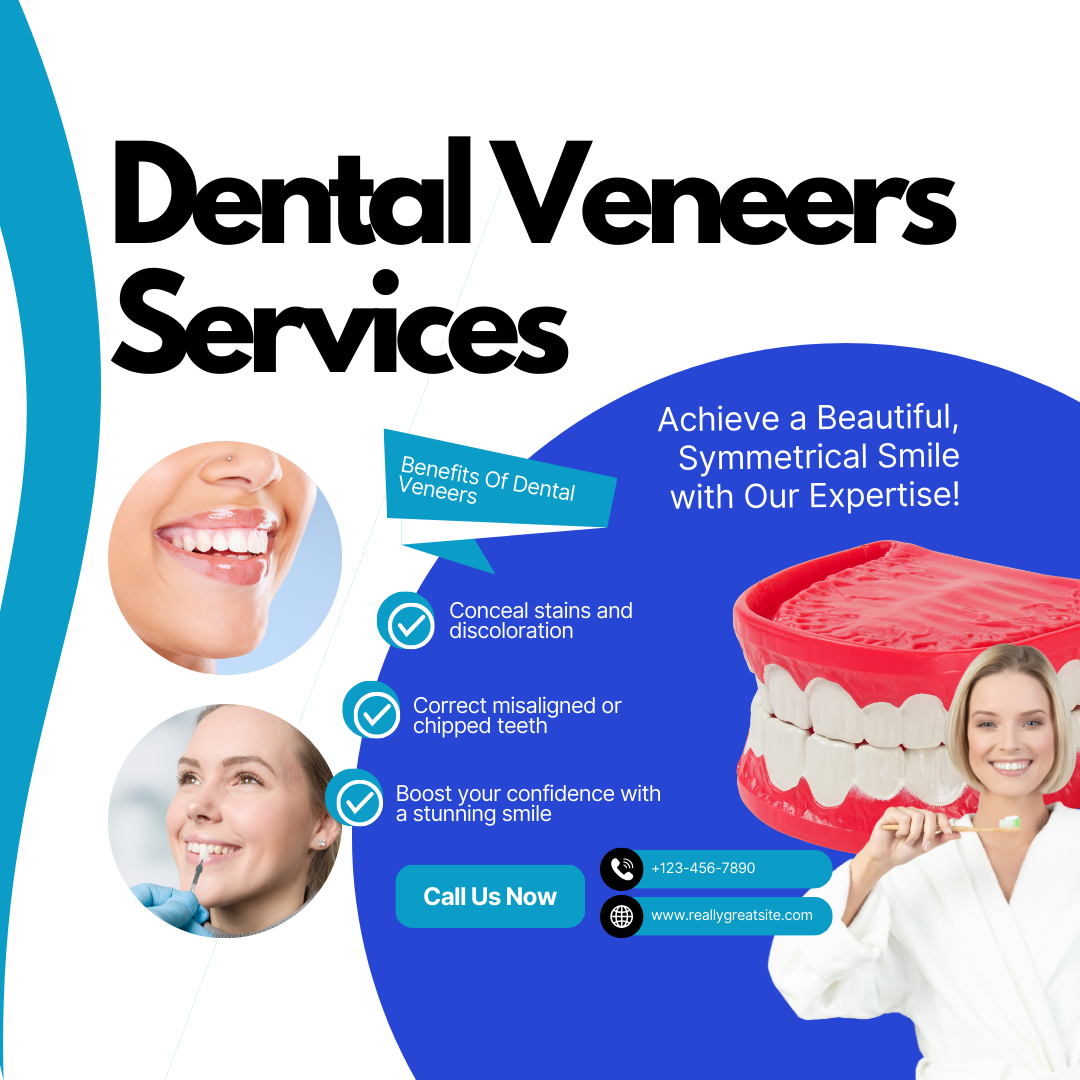 Dental Veneers
Services
Achieve a Beautiful,
Symmetrical Smile
with Our Expertise!
Benefits Of Dental
Veneers
Conceal stains and
discoloration
Correct misaligned or
chipped teeth
Boost your confidence with
a stunning smile
Call Us Now
+123-456-7890
www.reallygreatsite.com